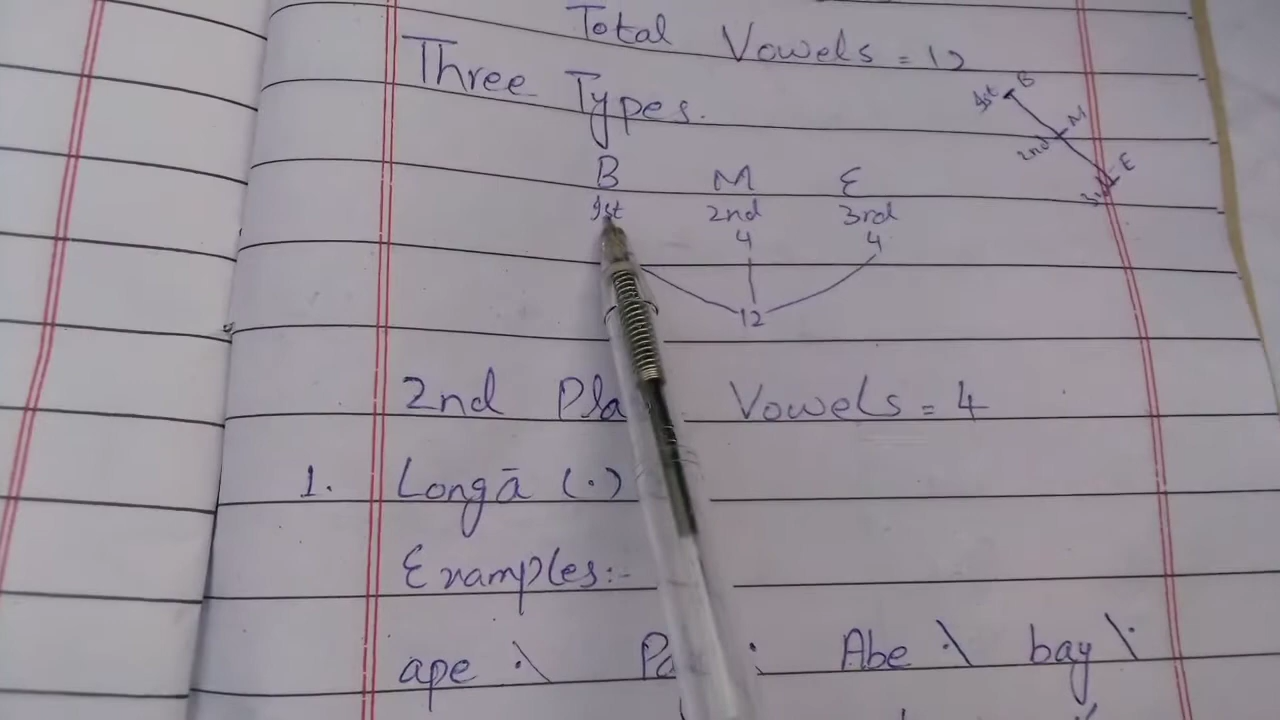 Total Vowels = 12
Three Types.
B M E
1st 2nd 3rd
4 4
12
1st B
2nd M
3rd E
2nd Vowels = 4
1. Long ā (.)
Examples:-
ape Abe bay